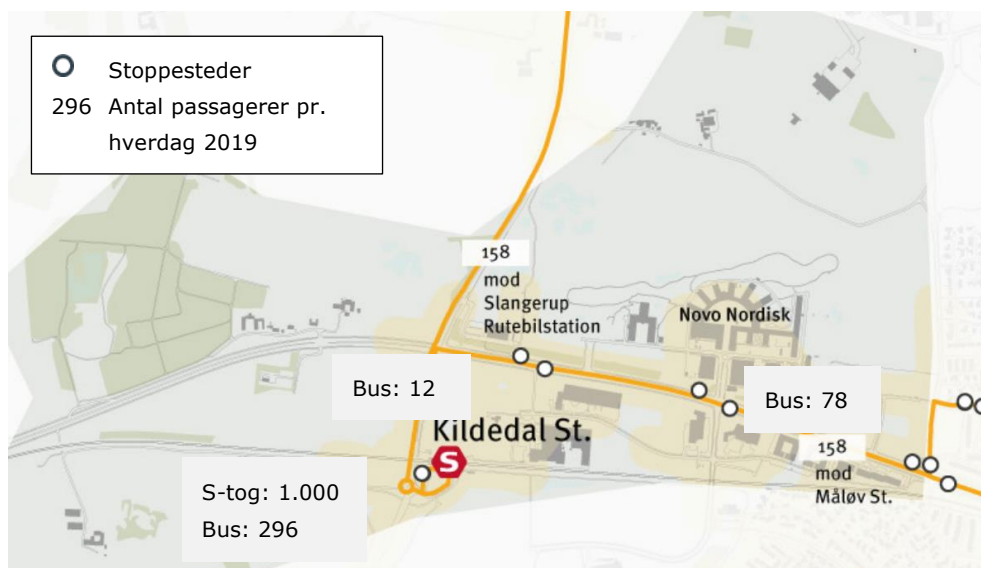 Stoppesteder
296 Antal passagerer pr.
hverdag 2019
158
mod
Slangerup
Rutebilstation
Novo Nordisk
Bus: 12
Bus: 78
Kildedal St.
S
158
mod
Måløv St.
S-tog: 1.000
Bus: 296